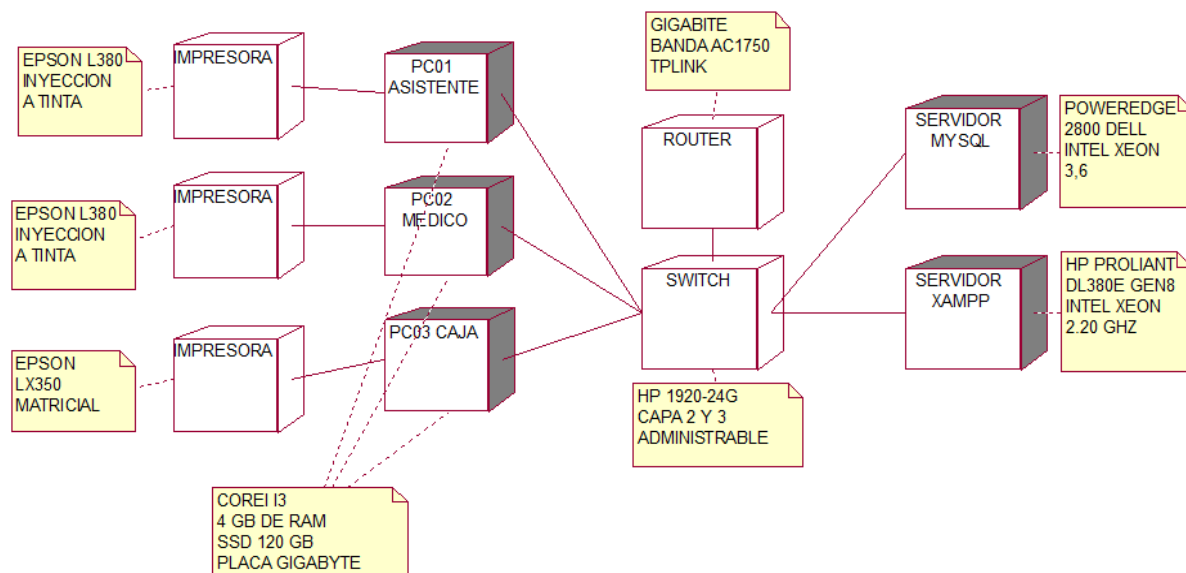 EPSON L380
INYECCION
A TINTA
IMPRESORA
PC01
ASISTENTE
GIGABITE
BANDA AC1750
TPLINK
ROUTER
SERVIDOR
MYSQL
POWEREDGE
2800 DELL
INTEL XEON
3,6
EPSON L380
INYECCION
A TINTA
IMPRESORA
PC02
MEDICO
SWITCH
SERVIDOR
XAMPP
HP PROLIANT
DL380E GEN8
INTEL XEON
2.20 GHZ
EPSON
LX350
MATRICIAL
IMPRESORA
PC03 CAJA
HP 1920-24G
CAPA 2 Y 3
ADMINISTRABLE
COREI I3
4 GB DE RAM
SSD 120 GB
PLACA GIGABYTE